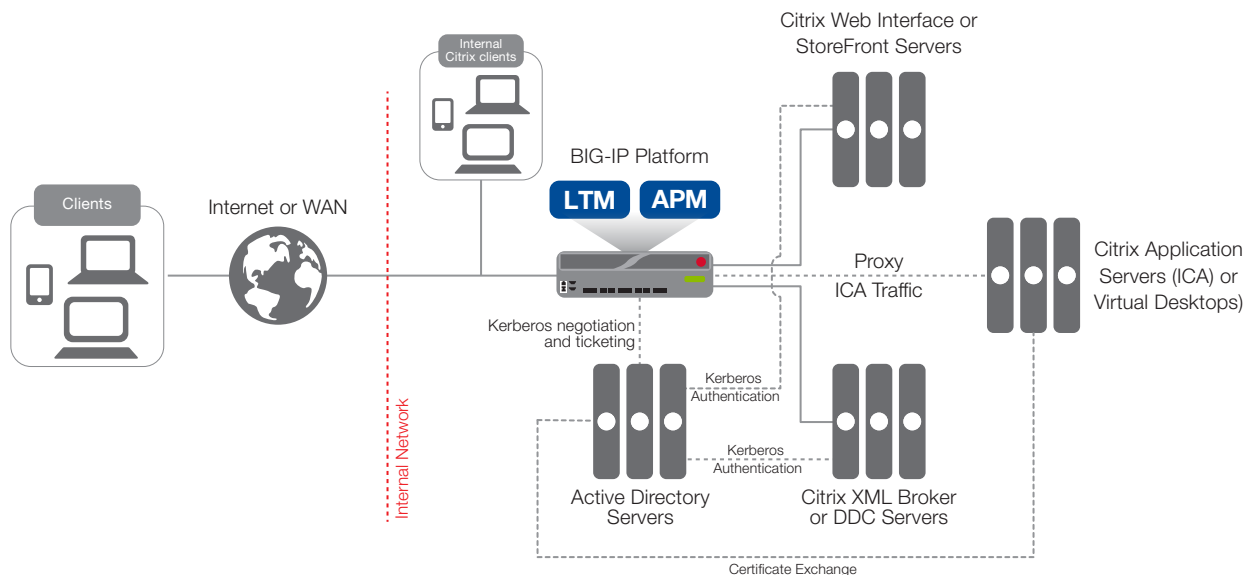 Citrix Web Interface or
StoreFront Servers
Internal
Citrix clients
BIG-IP Platform
LTM
APM
Clients
Internet or WAN
Proxy
ICA Traffic
Citrix Application
Servers (ICA) or
Virtual Desktops)
Kerberos negotiation
and ticketing
Internal Network
Kerberos
Authentication
Kerberos
Authentication
Active Directory
Servers
Citrix XML Broker
or DDC Servers
Certificate Exchange